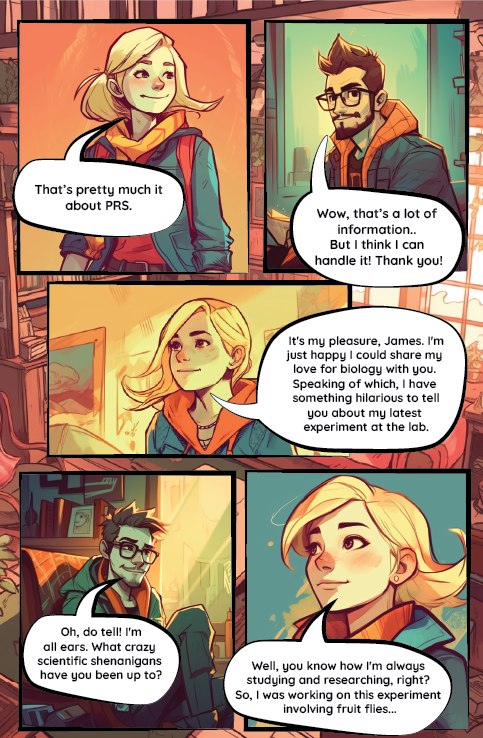 That's pretty much it
about PRS.
Wow, that's a lot of
information..
But I think I can
handle it! Thank you!
It's my pleasure, James. I'm
just happy I could share my
love for biology with you.
Speaking of which, I have
something hilarious to tell
you about my latest
experiment at the lab.
Oh, do tell! I'm
all ears. What crazy
scientific shenanigans
have you been up to?
Well, you know how I'm always
studying and researching, right?
So, I was working on this experiment
involving fruit flies...